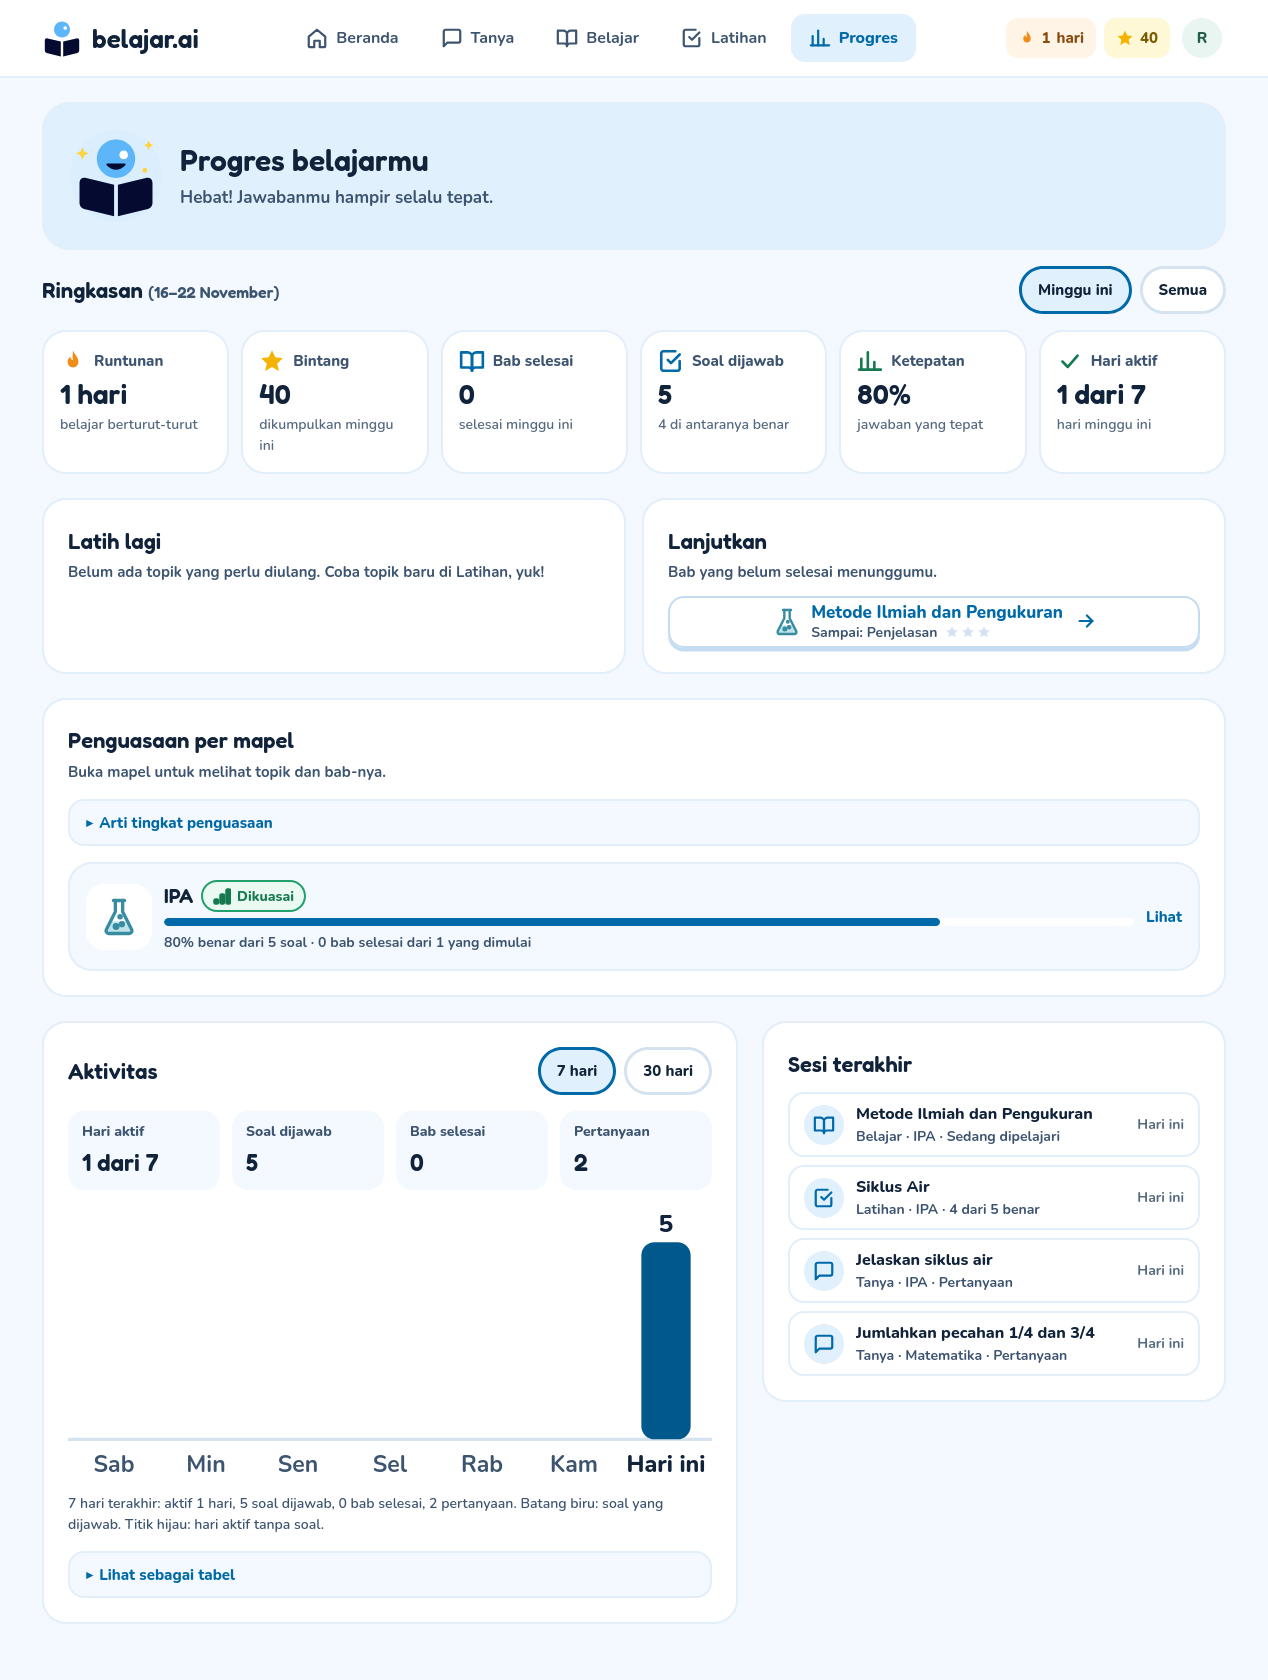 belajar.ai
Beranda
Tanya
Belajar
Latihan
Progres
1 hari
40
R
Progres belajarmu
Hebat! Jawabanmu hampir selalu tepat.
Ringkasan (16–22 November)
Minggu ini
Semua
Runtunan
1 hari
belajar berturut-turut
Bintang
40
dikumpulkan minggu
ini
Bab selesai
0
selesai minggu ini
Soal dijawab
5
4 di antaranya benar
Ketepatan
80%
jawaban yang tepat
Hari aktif
1 dari 7
hari minggu ini
Latih lagi
Belum ada topik yang perlu diulang. Coba topik baru di Latihan, yuk!
Lanjutkan
Bab yang belum selesai menunggumu.
Metode Ilmiah dan Pengukuran
Sampai: Penjelasan
Penguasaan per mapel
Buka mapel untuk melihat topik dan bab-nya.
Arti tingkat penguasaan
IPA
Dikuasai
80% benar dari 5 soal · 0 bab selesai dari 1 yang dimulai
Lihat
Aktivitas
7 hari
30 hari
Hari aktif
1 dari 7
Soal dijawab
5
Bab selesai
0
Pertanyaan
2
5
Sab
Min
Sen
Sel
Rab
Kam
Hari ini
7 hari terakhir: aktif 1 hari, 5 soal dijawab, 0 bab selesai, 2 pertanyaan. Batang biru: soal yang
dijawab. Titik hijau: hari aktif tanpa soal.
Lihat sebagai tabel
Sesi terakhir
Metode Ilmiah dan Pengukuran
Belajar · IPA · Sedang dipelajari
Hari ini
Siklus Air
Latihan · IPA · 4 dari 5 benar
Hari ini
Jelaskan siklus air
Tanya · IPA · Pertanyaan
Hari ini
Jumlahkan pecahan 1/4 dan 3/4
Tanya · Matematika · Pertanyaan
Hari ini